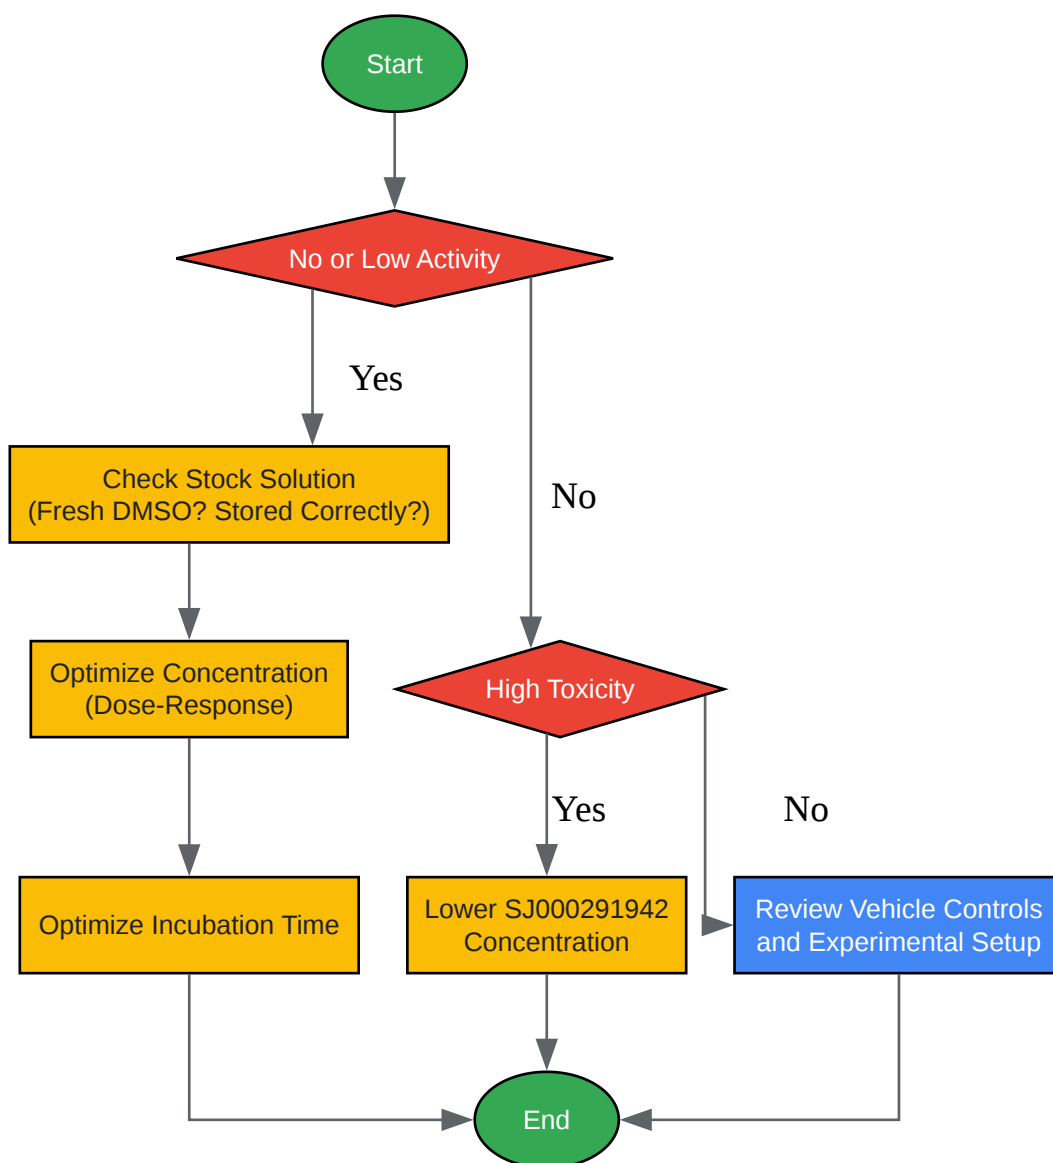 Start
No or Low Activity
Yes
Check Stock Solution
(Fresh DMSO? Stored Correctly?)
No
Optimize Concentration
(Dose-Response)
High Toxicity
Yes
No
Optimize Incubation Time
Lower SJ000291942
Concentration
Review Vehicle Controls
and Experimental Setup
End